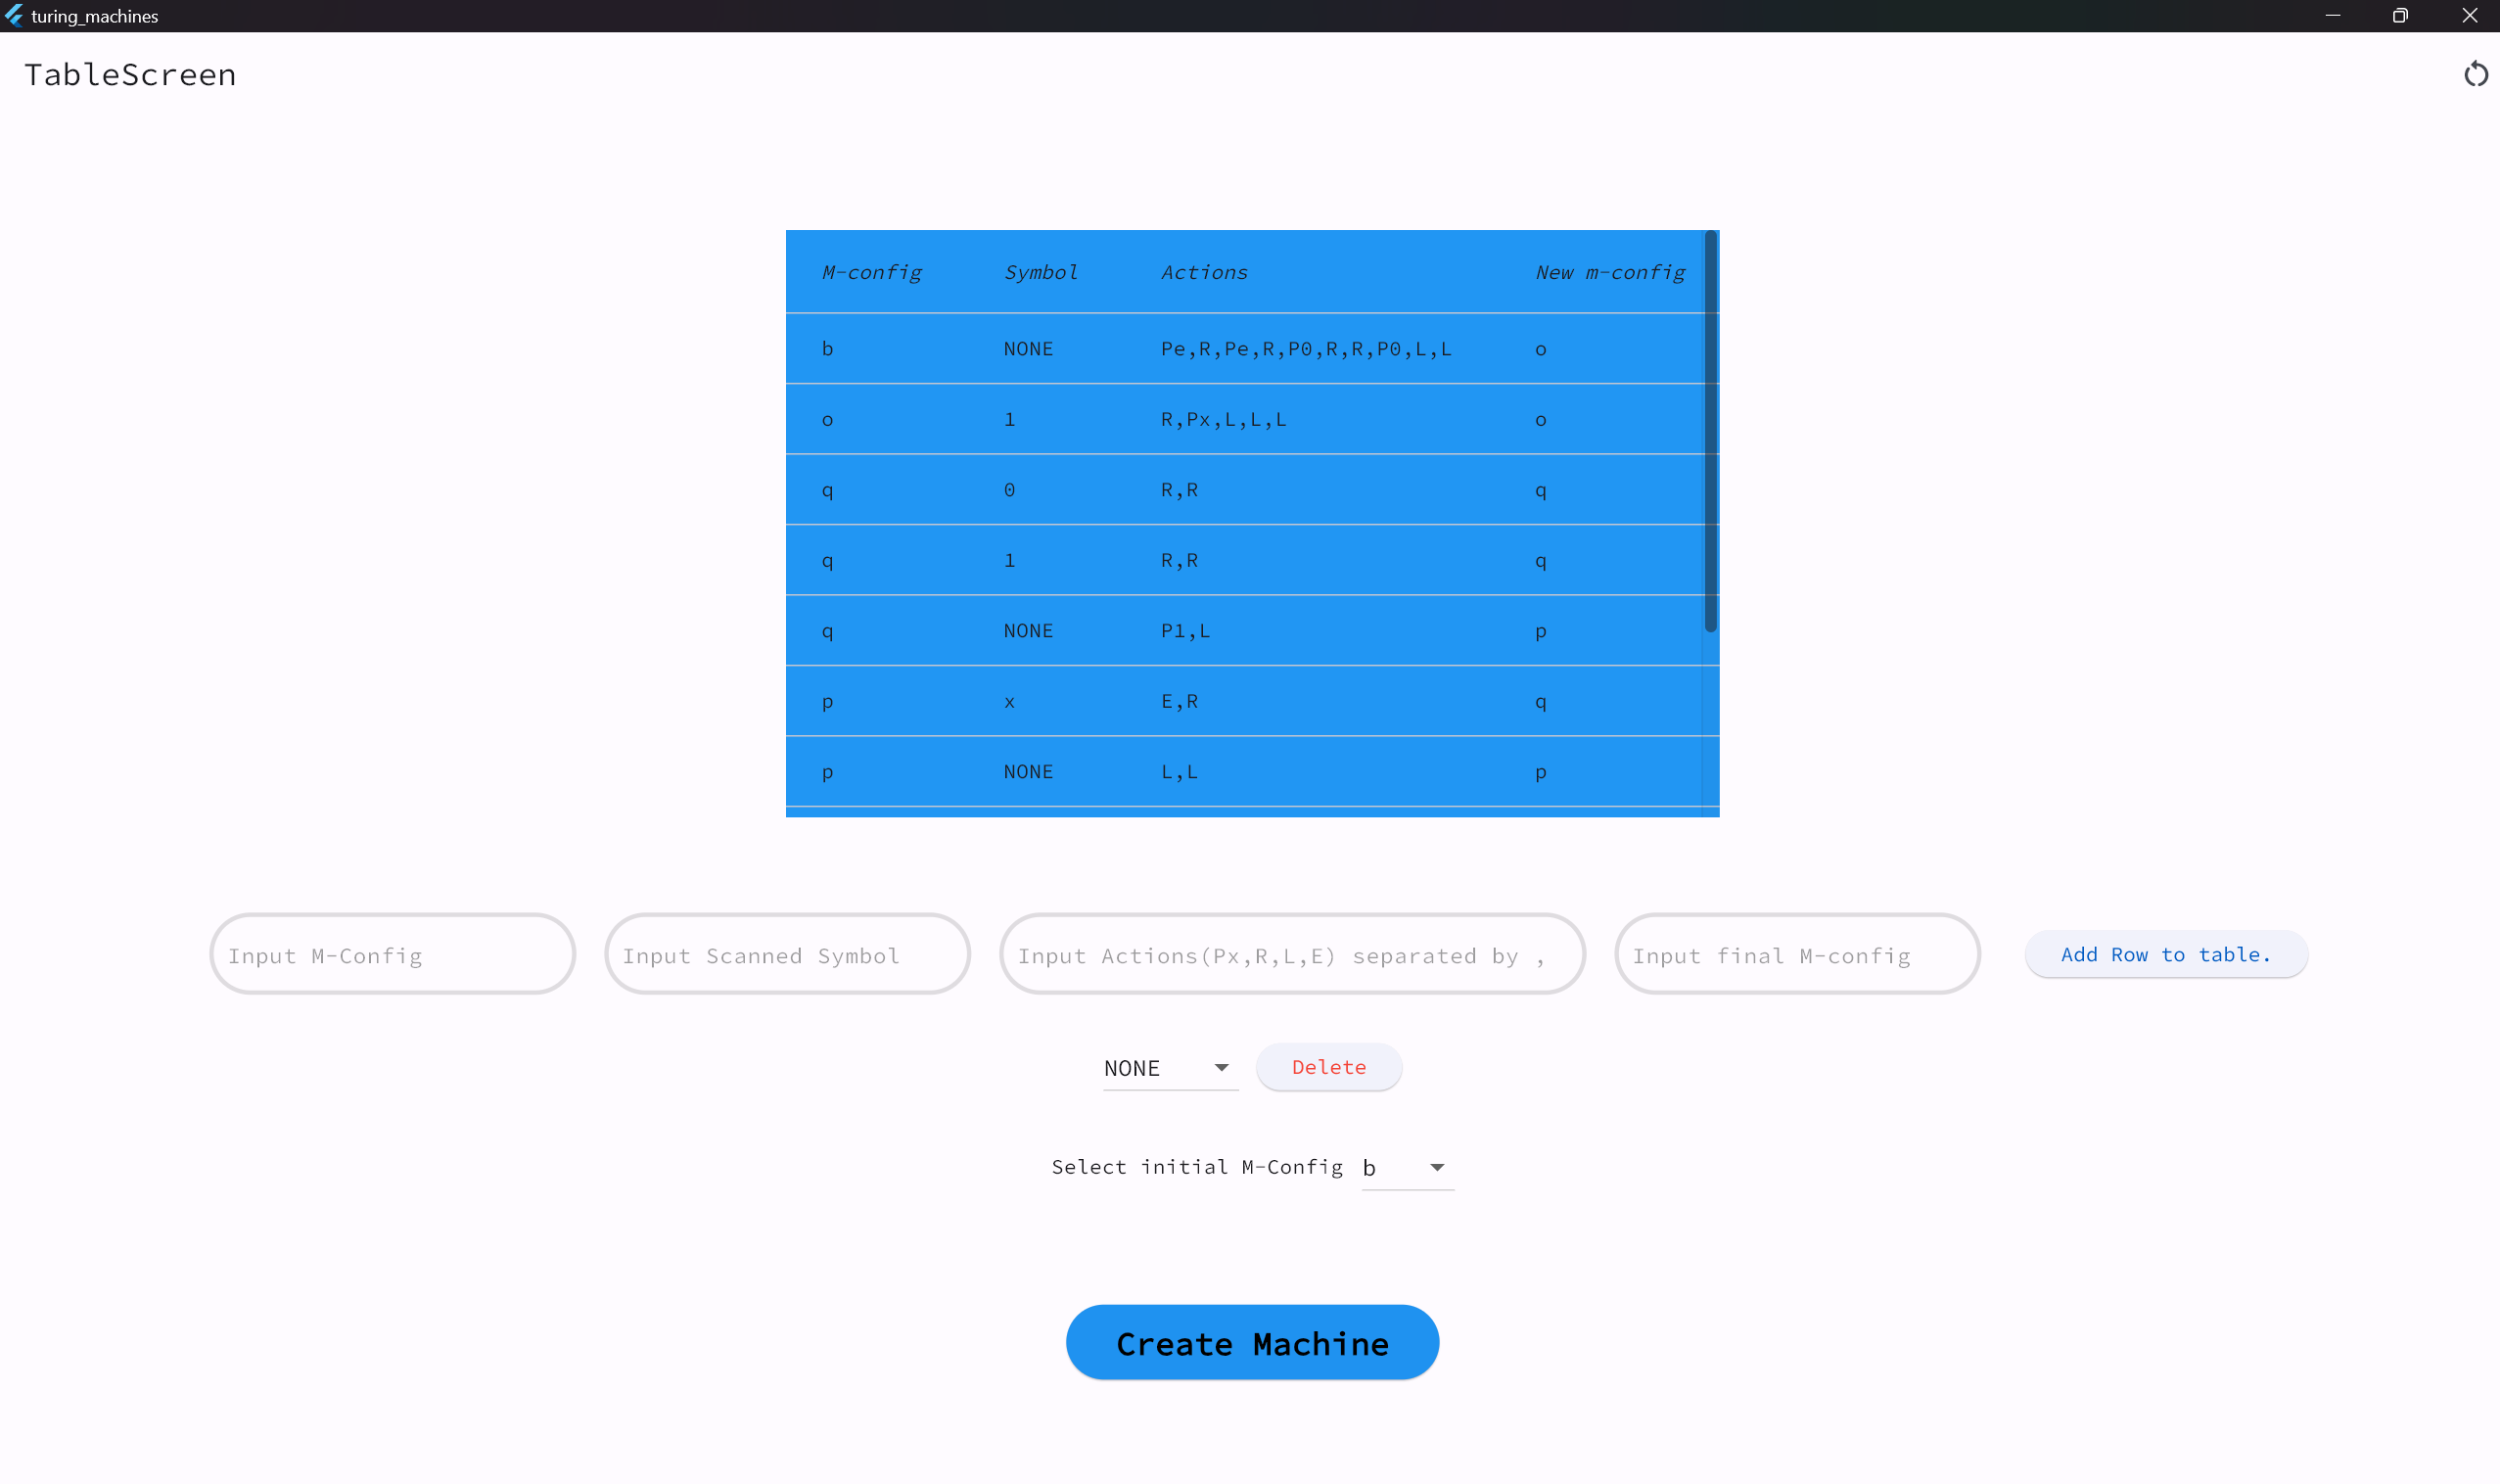 turing_machines
TableScreen
M-config Symbol Actions New m-config
b NONE Pe,R,Pe,R,P0,R,R,P0,L,L o
o 1 R,Px,L,L,L o
q 0 R,R q
q 1 R,R q
q NONE P1,L p
p x E,R q
p NONE L,L p
Input M-Config Input Scanned Symbol Input Actions(Px,R,L,E) separated by , Input final M-config Add Row to table.
NONE Delete
Select initial M-Config b
Create Machine